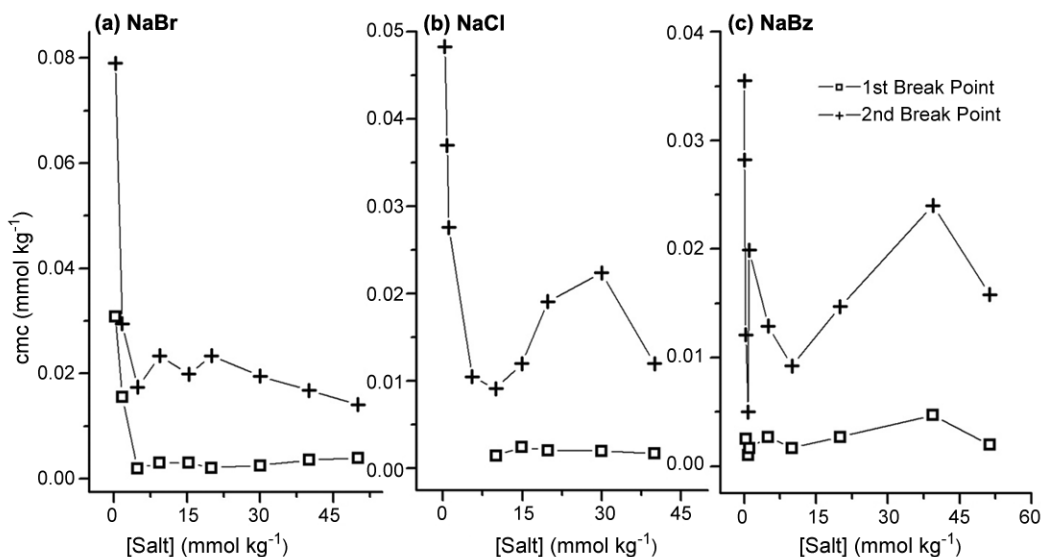 (a) NaBr
(b) NaCl
(c) NaBz
1st Break Point
2nd Break Point
cmc (mmol kg⁻¹)
0.08
0.06
0.04
0.02
0.00
0.05
0.04
0.03
0.02
0.01
0.00
0.04
0.03
0.02
0.01
0.00
0 15 30 45
0 15 30 45
0 15 30 45 60
[Salt] (mmol kg⁻¹)
[Salt] (mmol kg⁻¹)
[Salt] (mmol kg⁻¹)